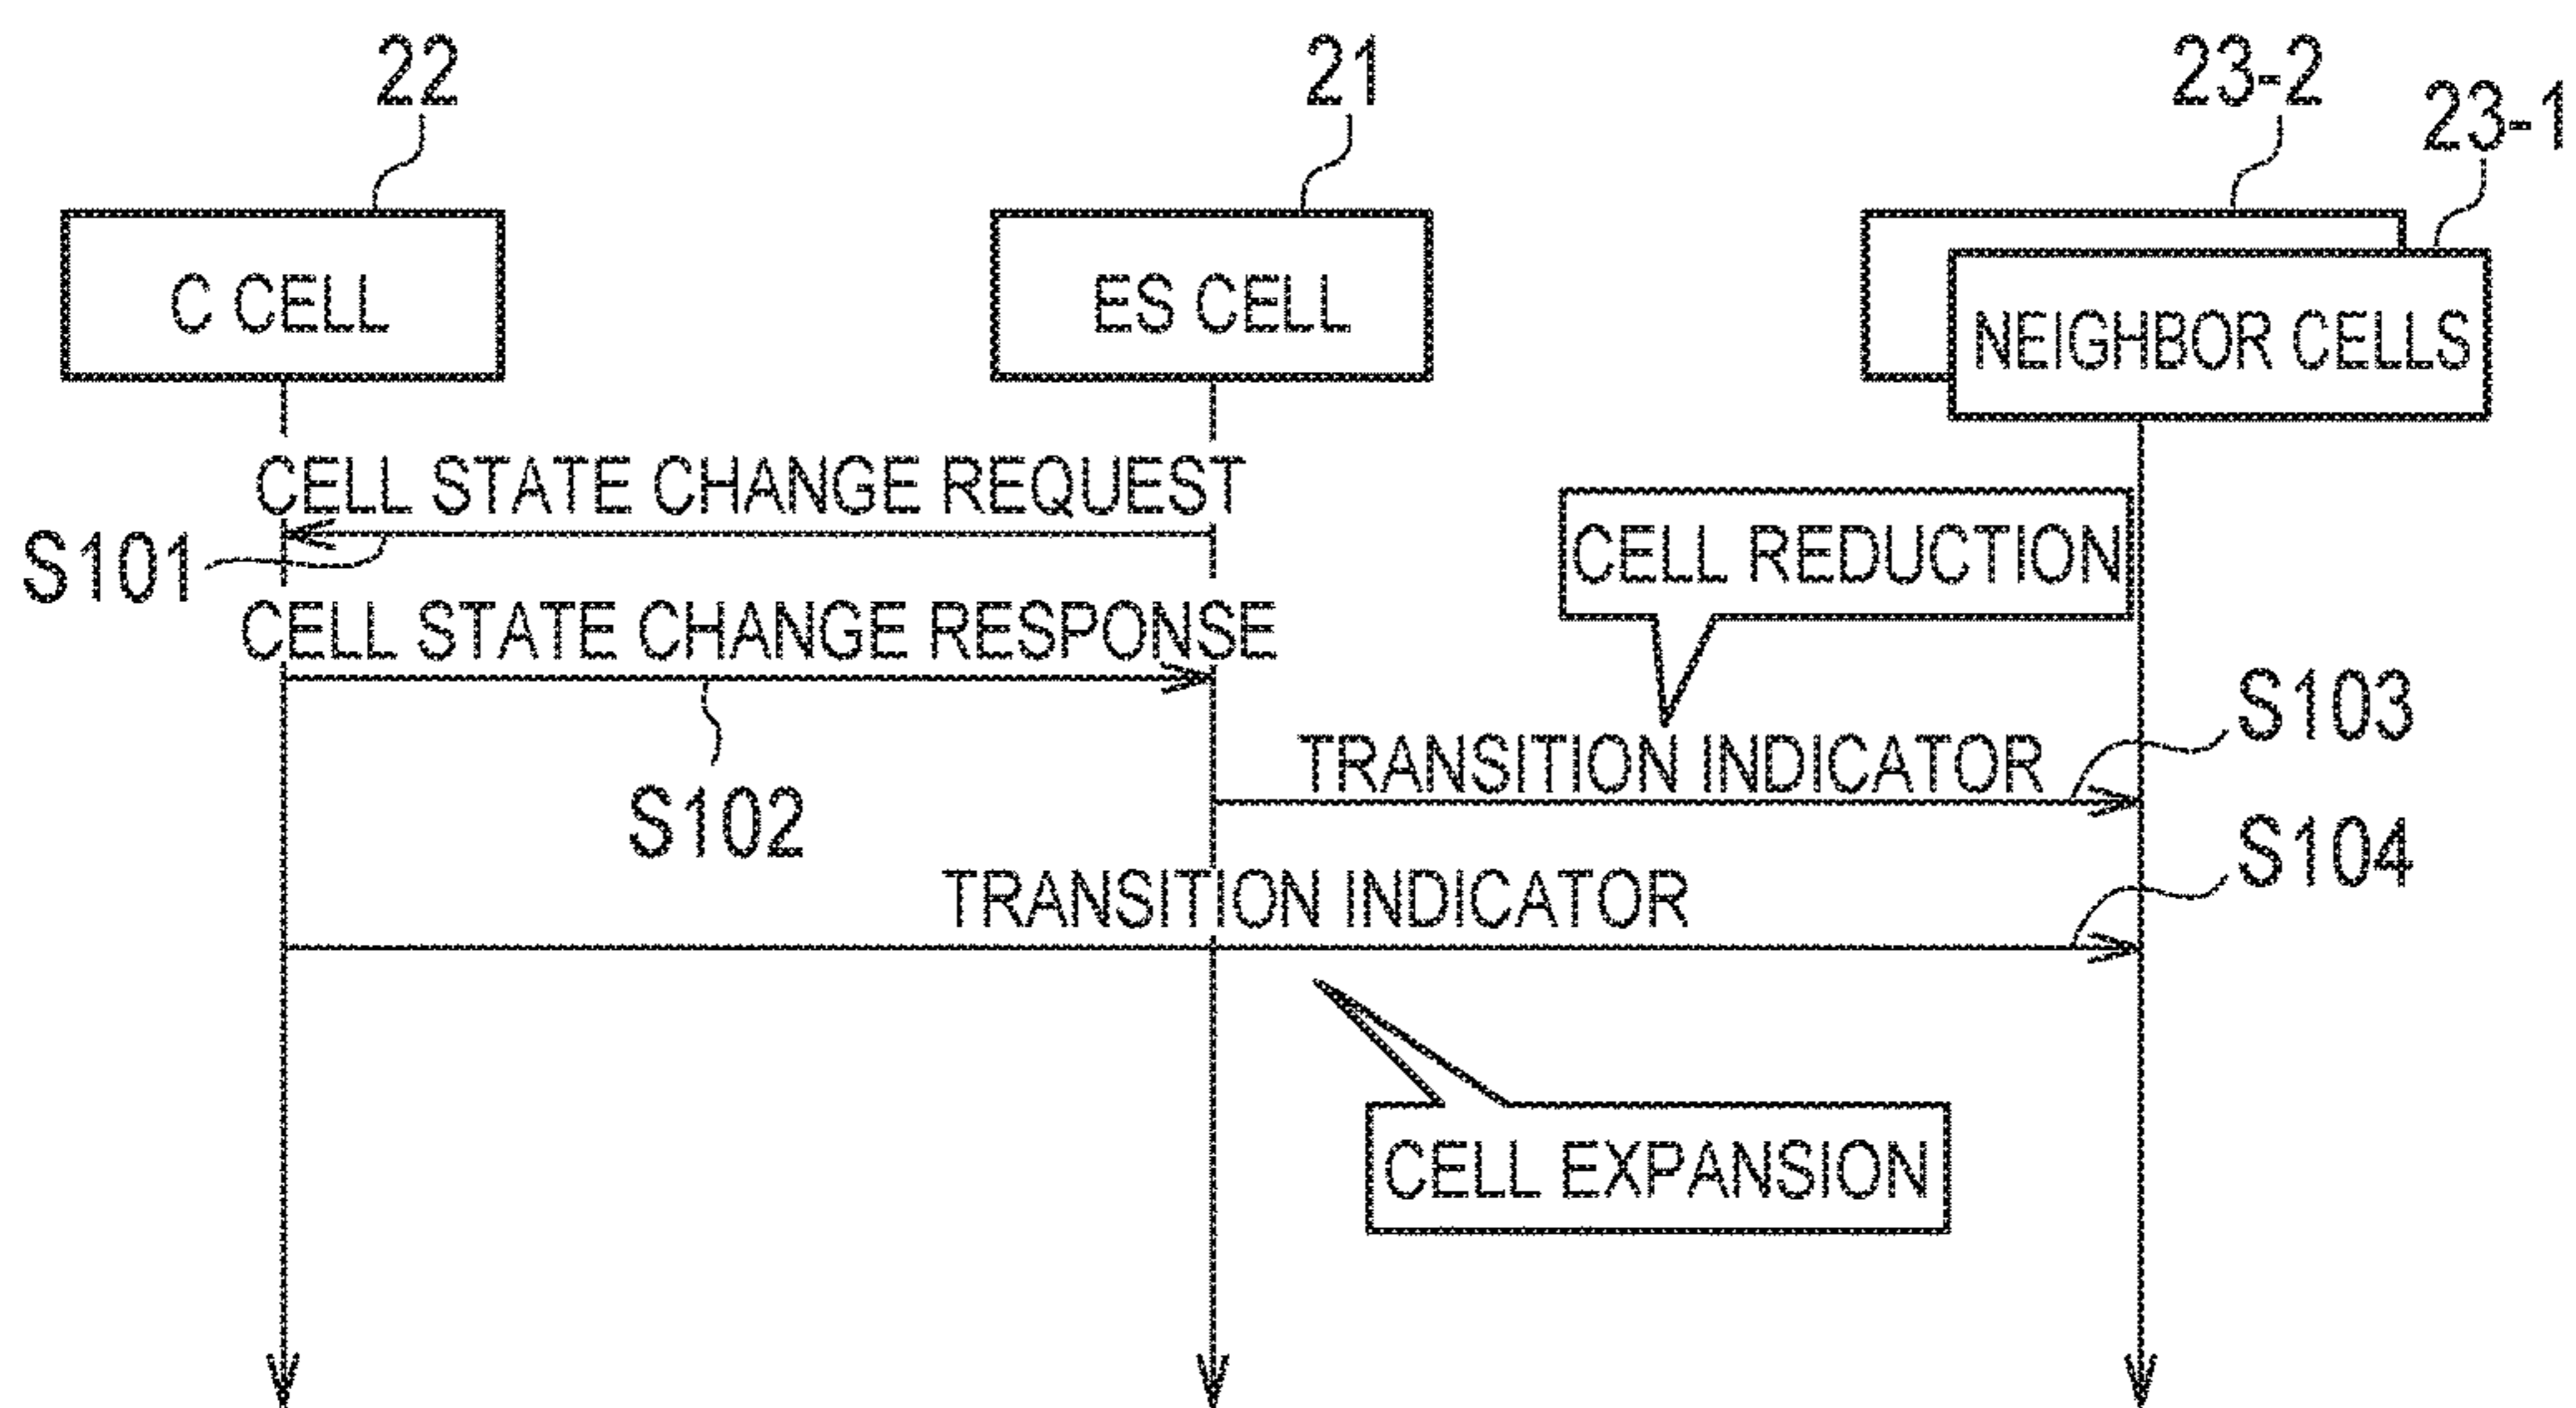 22
21
23-2
23-1
C CELL
ES CELL
NEIGHBOR CELLS
CELL STATE CHANGE REQUEST
S101
CELL REDUCTION
CELL STATE CHANGE RESPONSE
S102
TRANSITION INDICATOR
S103
TRANSITION INDICATOR
S104
CELL EXPANSION